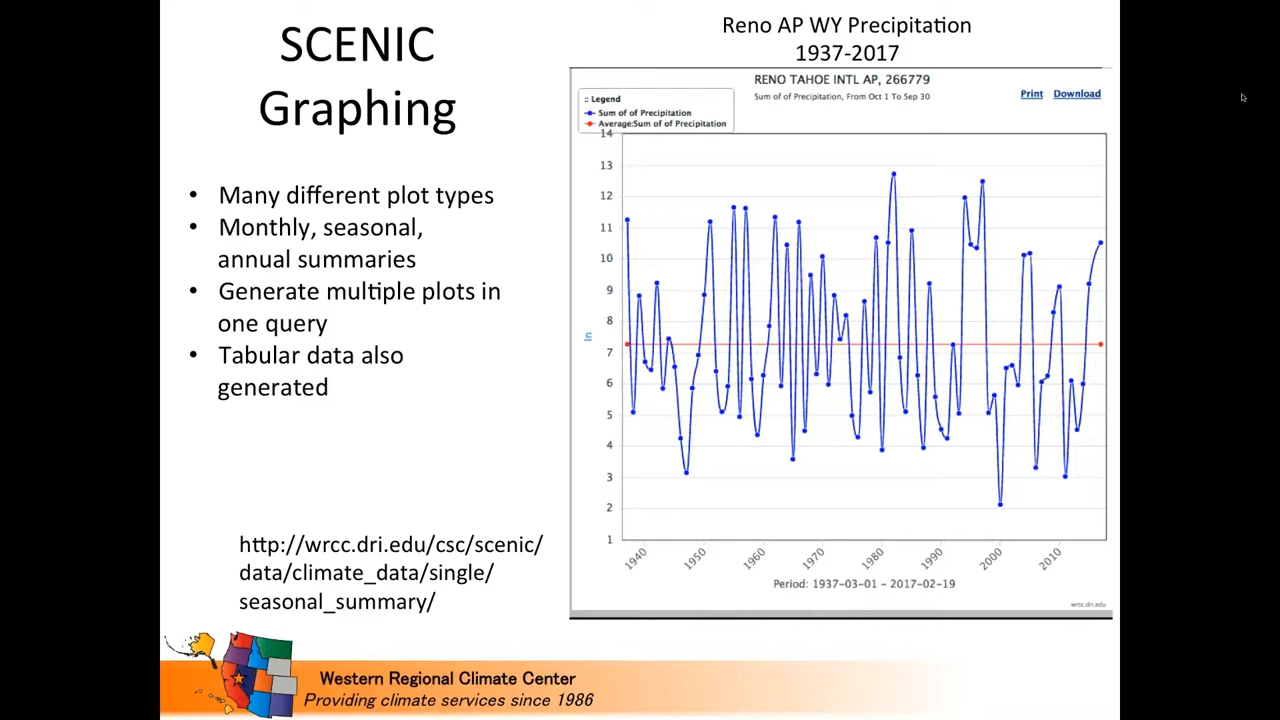 SCENIC
Graphing
• Many different plot types
• Monthly, seasonal,
annual summaries
• Generate multiple plots in
one query
• Tabular data also
generated
http://wrcc.dri.edu/csc/scenic/
data/climate_data/single/
seasonal_summary/
Reno AP WY Precipitation
1937-2017
RENO TAHOE INTL AP, 266779
Sum of of Precipitation, From Oct 1 To Sep 30
Print Download
:: Legend
Sum of of Precipitation
Average:Sum of of Precipitation
14
13
12
11
10
9
8
7
6
5
4
3
2
1
In
1940 1950 1960 1970 1980 1990 2000 2010
Period: 1937-03-01 - 2017-02-19
wrcc.dri.edu
Western Regional Climate Center
Providing climate services since 1986